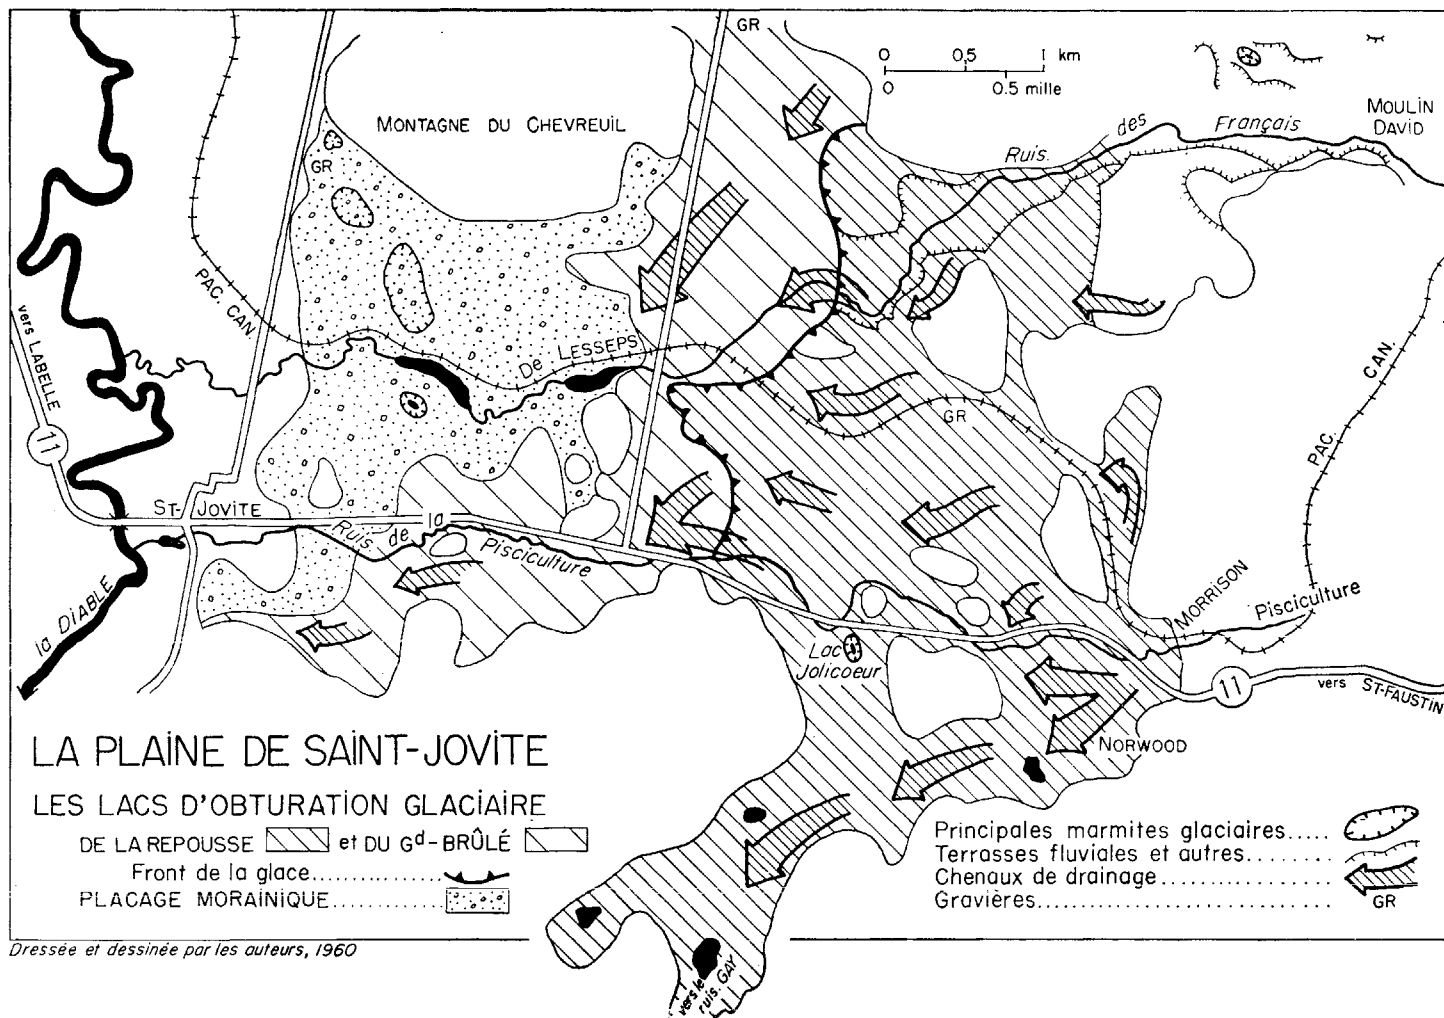 GR
0 0,5 1 km
0 0.5 mille
MONTAGNE DU CHEVREUIL
GR
Ruis. des Français
MOULIN
DAVID
PAC. CAN
vers LABELLE
11
De LESSEPS
GR
PAC. CAN.
ST-JOVITE
Ruis. de la Pisciculture
la DIABLE
MORRISON
Pisciculture
Lac
Jolicoeur
11
vers ST-FAUSTIN
NORWOOD
LA PLAINE DE SAINT-JOVITE
LES LACS D'OBTURATION GLACIAIRE
DE LA REPOUSSE et DU Gd-BRÛLÉ
Front de la glace..............
PLACAGE MORAINIQUE............
Principales marmites glaciaires.....
Terrasses fluviales et autres........
Chenaux de drainage................
Gravières............................. GR
vers le
ruis. GAY
Dressée et dessinée par les auteurs, 1960